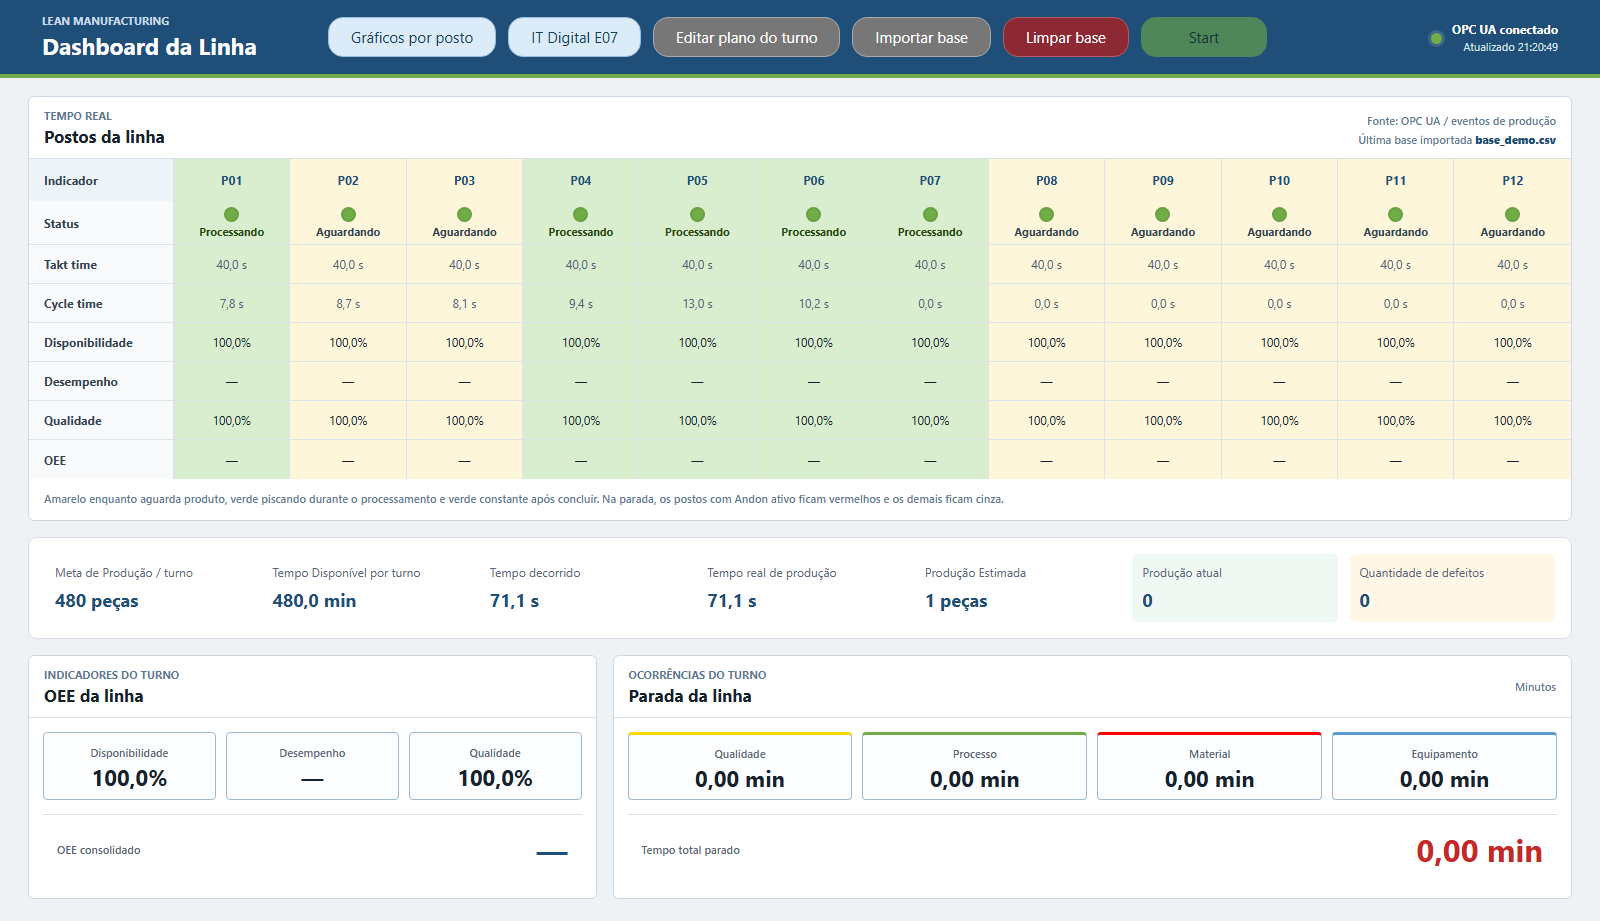 LEAN MANUFACTURING
Dashboard da Linha
Gráficos por posto
IT Digital E07
Editar plano do turno
Importar base
Limpar base
Start
OPC UA conectado
Atualizado 21:20:49
TEMPO REAL
Postos da linha
Fonte: OPC UA / eventos de produção
Última base importada base_demo.csv
Indicador P01 P02 P03 P04 P05 P06 P07 P08 P09 P10 P11 P12
Status Processando Aguardando Aguardando Processando Processando Processando Processando Aguardando Aguardando Aguardando Aguardando Aguardando
Takt time 40,0 s 40,0 s 40,0 s 40,0 s 40,0 s 40,0 s 40,0 s 40,0 s 40,0 s 40,0 s 40,0 s 40,0 s
Cycle time 7,8 s 8,7 s 8,1 s 9,4 s 13,0 s 10,2 s 0,0 s 0,0 s 0,0 s 0,0 s 0,0 s 0,0 s
Disponibilidade 100,0% 100,0% 100,0% 100,0% 100,0% 100,0% 100,0% 100,0% 100,0% 100,0% 100,0% 100,0%
Desempenho — — — — — — — — — — — —
Qualidade 100,0% 100,0% 100,0% 100,0% 100,0% 100,0% 100,0% 100,0% 100,0% 100,0% 100,0% 100,0%
OEE — — — — — — — — — — — —
Amarelo enquanto aguarda produto, verde piscando durante o processamento e verde constante após concluir. Na parada, os postos com Andon ativo ficam vermelhos e os demais ficam cinza.
Meta de Produção / turno
480 peças
Tempo Disponível por turno
480,0 min
Tempo decorrido
71,1 s
Tempo real de produção
71,1 s
Produção Estimada
1 peças
Produção atual
0
Quantidade de defeitos
0
INDICADORES DO TURNO
OEE da linha
Disponibilidade
100,0%
Desempenho
—
Qualidade
100,0%
OEE consolidado
—
OCORRÊNCIAS DO TURNO
Parada da linha
Minutos
Qualidade
0,00 min
Processo
0,00 min
Material
0,00 min
Equipamento
0,00 min
Tempo total parado
0,00 min